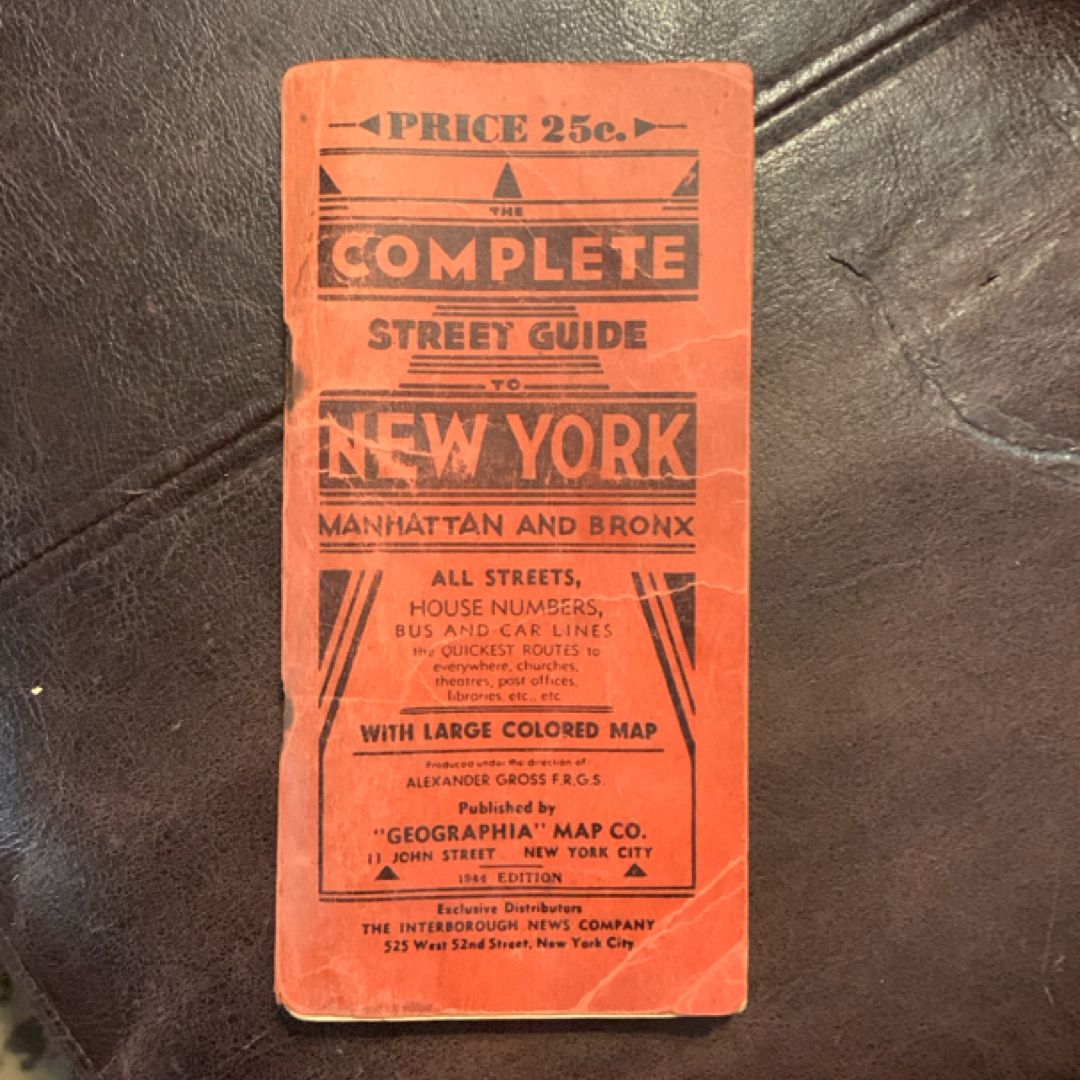 PRICE 25c.
THE
COMPLETE
STREET GUIDE
TO
NEW YORK
MANHATTAN AND BRONX
ALL STREETS,
HOUSE NUMBERS,
BUS AND CAR LINES
the QUICKEST ROUTES to
everywhere, churches,
theatres, post offices,
libraries, etc., etc.
WITH LARGE COLORED MAP
Produced under the direction of
ALEXANDER GROSS F.R.G.S.
Published by
"GEOGRAPHIA" MAP CO.
11 JOHN STREET NEW YORK CITY
1944 EDITION
Exclusive Distributors
THE INTERBOROUGH NEWS COMPANY
525 West 52nd Street, New York City